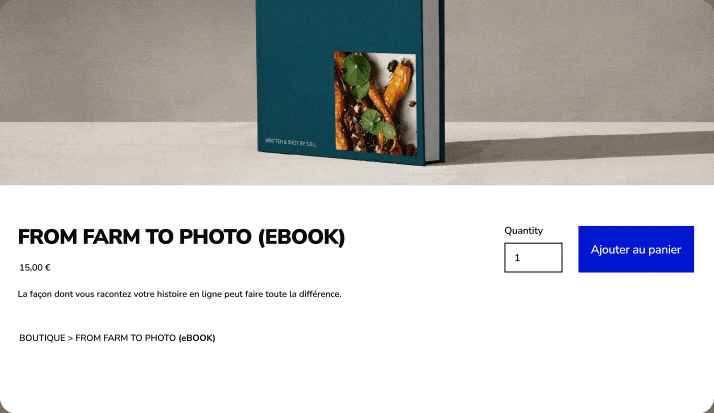 WRITTEN & SHOT BY S.R.L.
FROM FARM TO PHOTO (EBOOK)
15,00 €
La façon dont vous racontez votre histoire en ligne peut faire toute la différence.
Quantity
1
Ajouter au panier
BOUTIQUE > FROM FARM TO PHOTO (eBOOK)